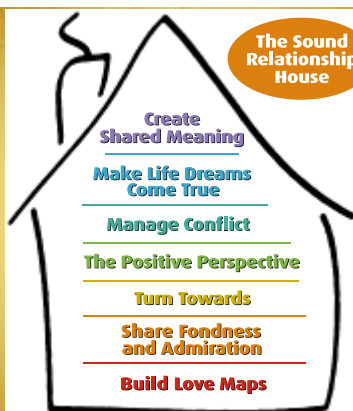 The Sound
Relationship
House
Create
Shared Meaning
Make Life Dreams
Come True
Manage Conflict
The Positive Perspective
Turn Towards
Share Fondness
and Admiration
Build Love Maps